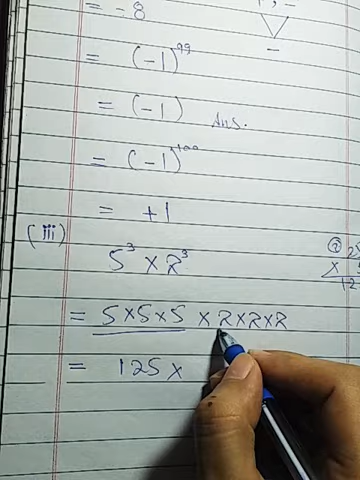 = -8
= (-1)^99
= (-1) Ans.
= (-1)^100
= +1
(iii)
5^3 × 2^3
= 5×5×5 × 2×2×2
= 125 ×